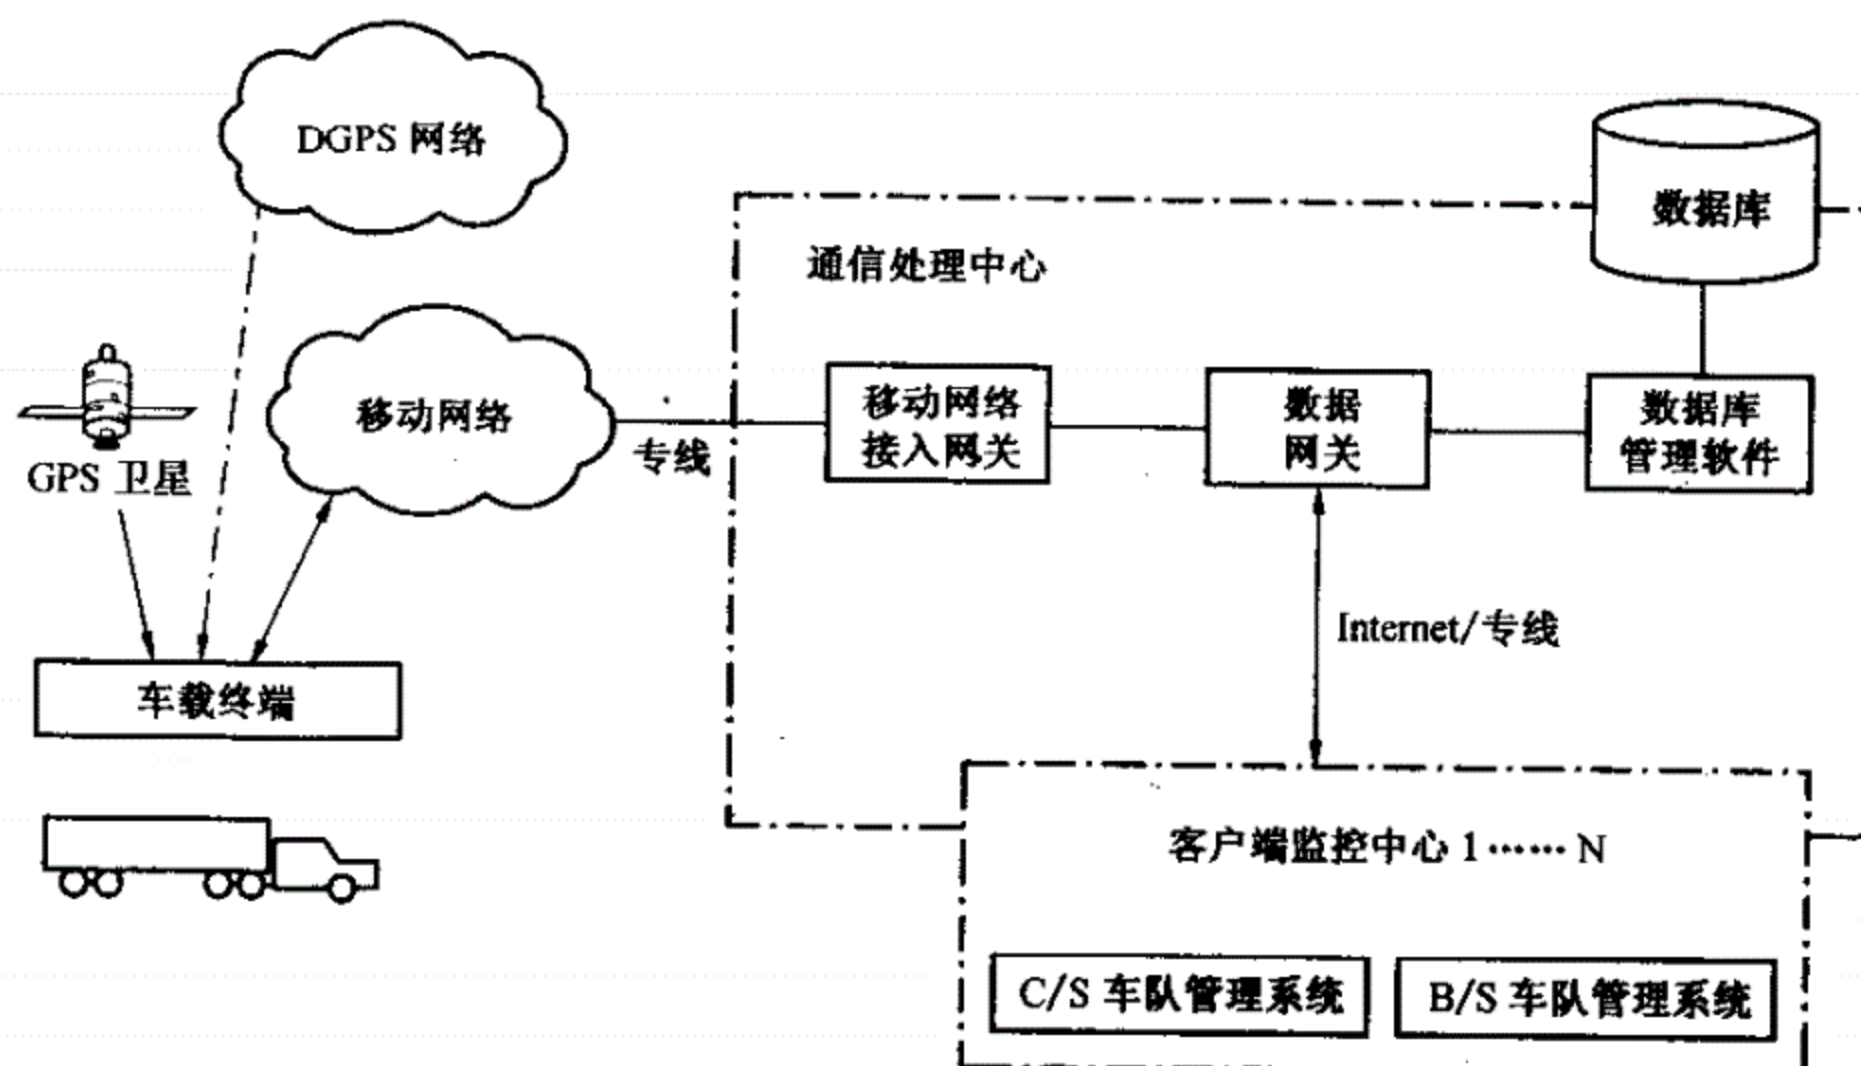 DGPS 网络
数据库
通信处理中心
移动网络
专线
移动网络
接入网关
数据
网关
数据库
管理软件
GPS 卫星
Internet/专线
车载终端
客户端监控中心 1……N
C/S 车队管理系统
B/S 车队管理系统